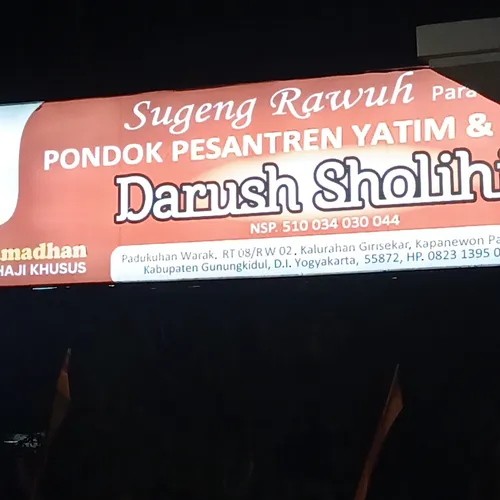 Sugeng Rawuh Para
PONDOK PESANTREN YATIM &
Darush Sholihi
NSP. 510 034 030 044
madhan
HAJI KHUSUS
Padukuhan Warak, RT 08/RW 02, Kalurahan Girisekar, Kapanewon Pa
Kabupaten Gunungkidul, D.I. Yogyakarta, 55872, HP. 0823 1395 0